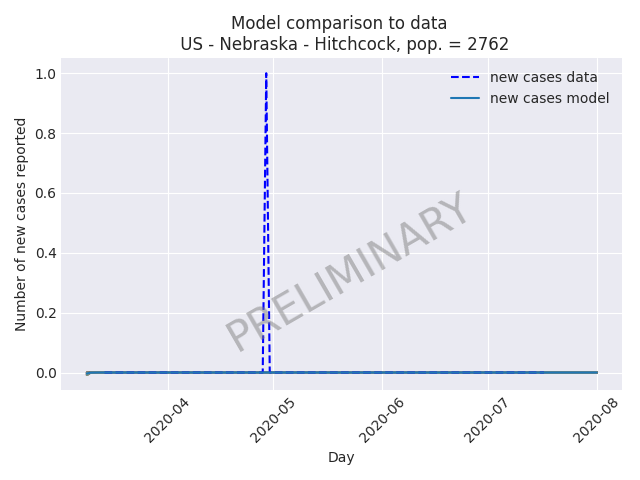 Model comparison to data
US - Nebraska - Hitchcock, pop. = 2762
new cases data
new cases model
Number of new cases reported
1.0
0.8
0.6
0.4
0.2
0.0
PRELIMINARY
2020-04
2020-05
2020-06
2020-07
2020-08
Day